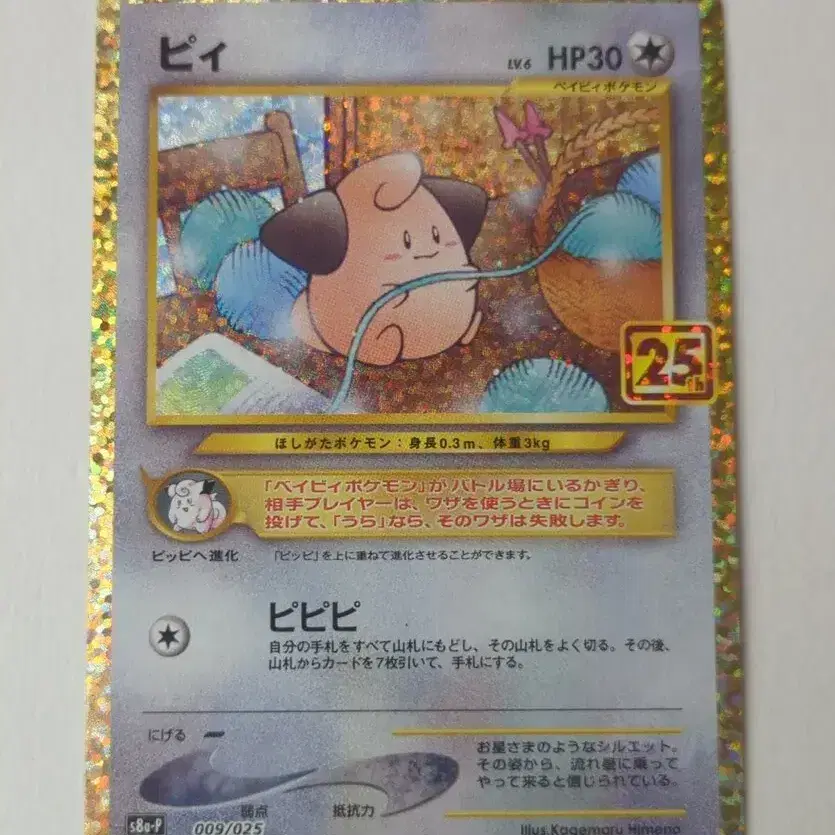 ピィ LV.6 HP30
ベイビィポケモン
25th
ほしがたポケモン：身長0.3m、体重3kg
「ベイビィポケモン」がバトル場にいるかぎり、
相手プレイヤーは、ワザを使うときにコインを
投げて、「うら」なら、そのワザは失敗します。
ピッピへ進化 「ピッピ」を上に重ねて進化させることができます。
ピピピ
自分の手札をすべて山札にもどし、その山札をよく切る。その後、
山札からカードを7枚引いて、手札にする。
にげる
お星さまのようなシルエット。
その姿から、流れ星に乗って
やって来ると信じられている。
弱点 抵抗力
s8a-P 009/025
Illus.Kagemaru Himeno